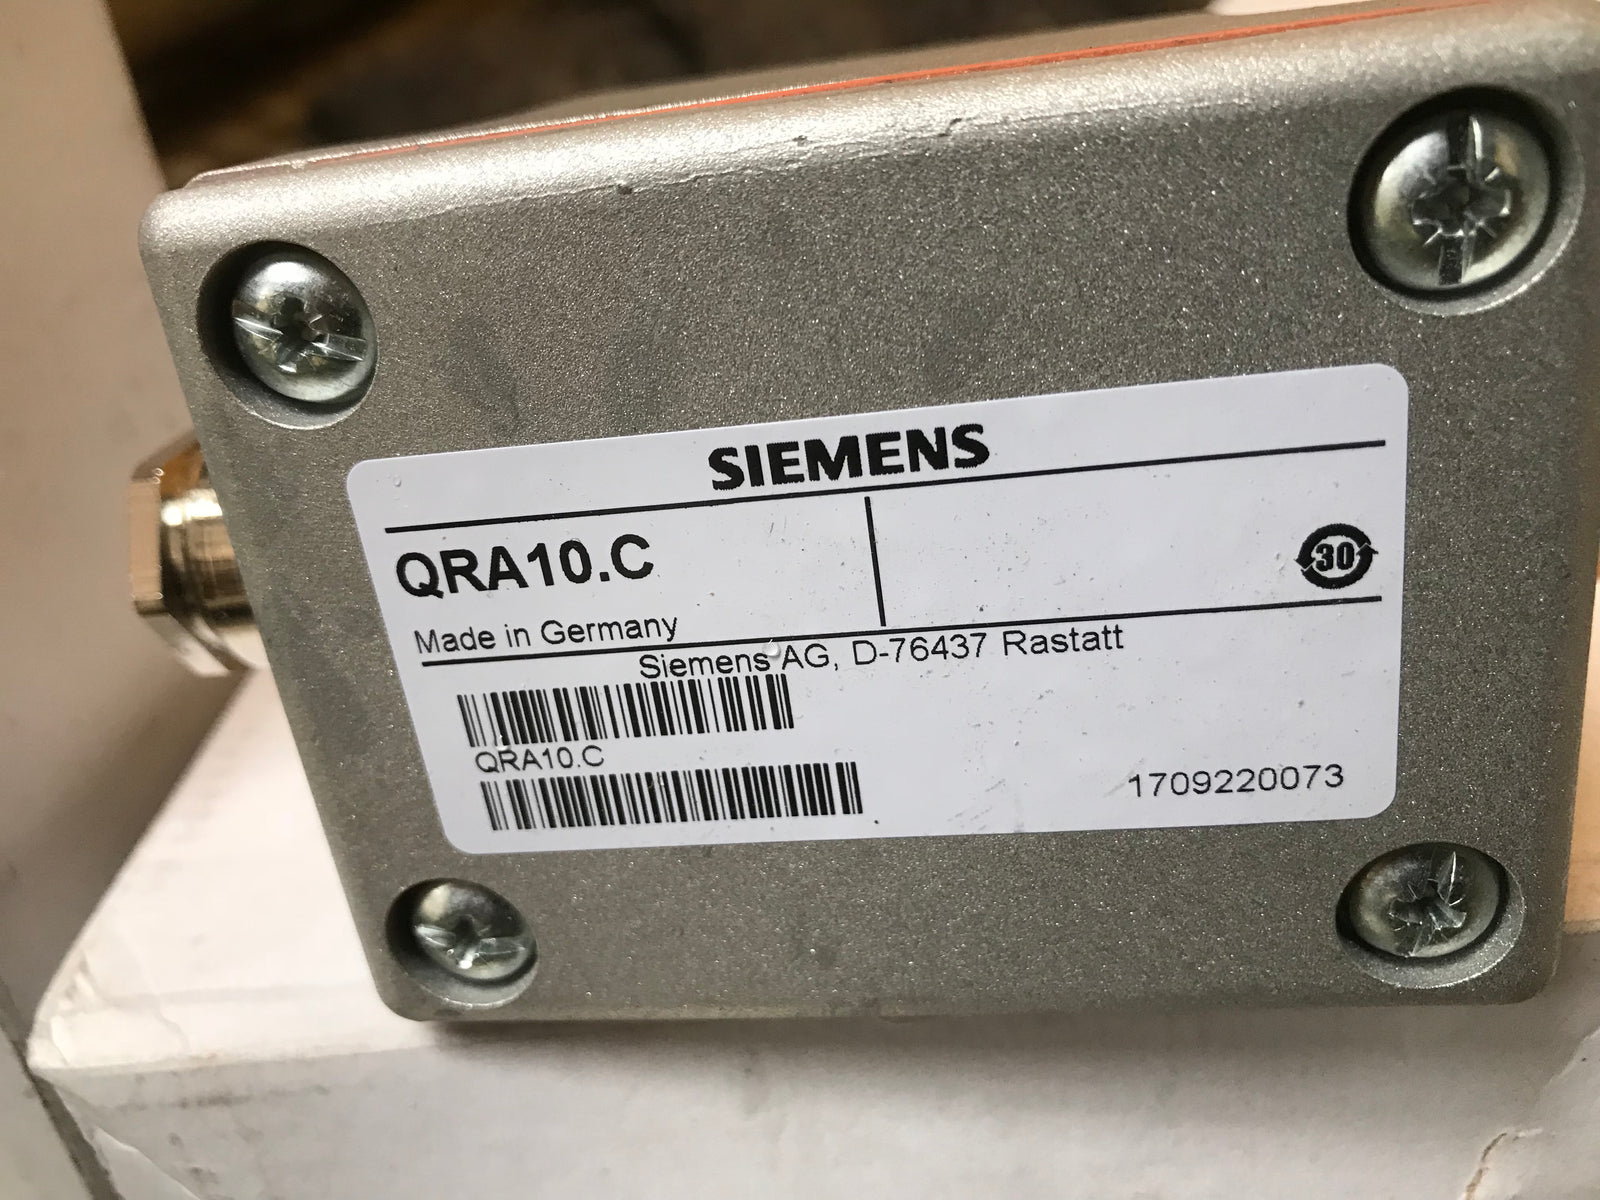 SIEMENS
QRA10.C
30
Made in Germany
Siemens AG, D-76437 Rastatt
QRA10.C
1709220073